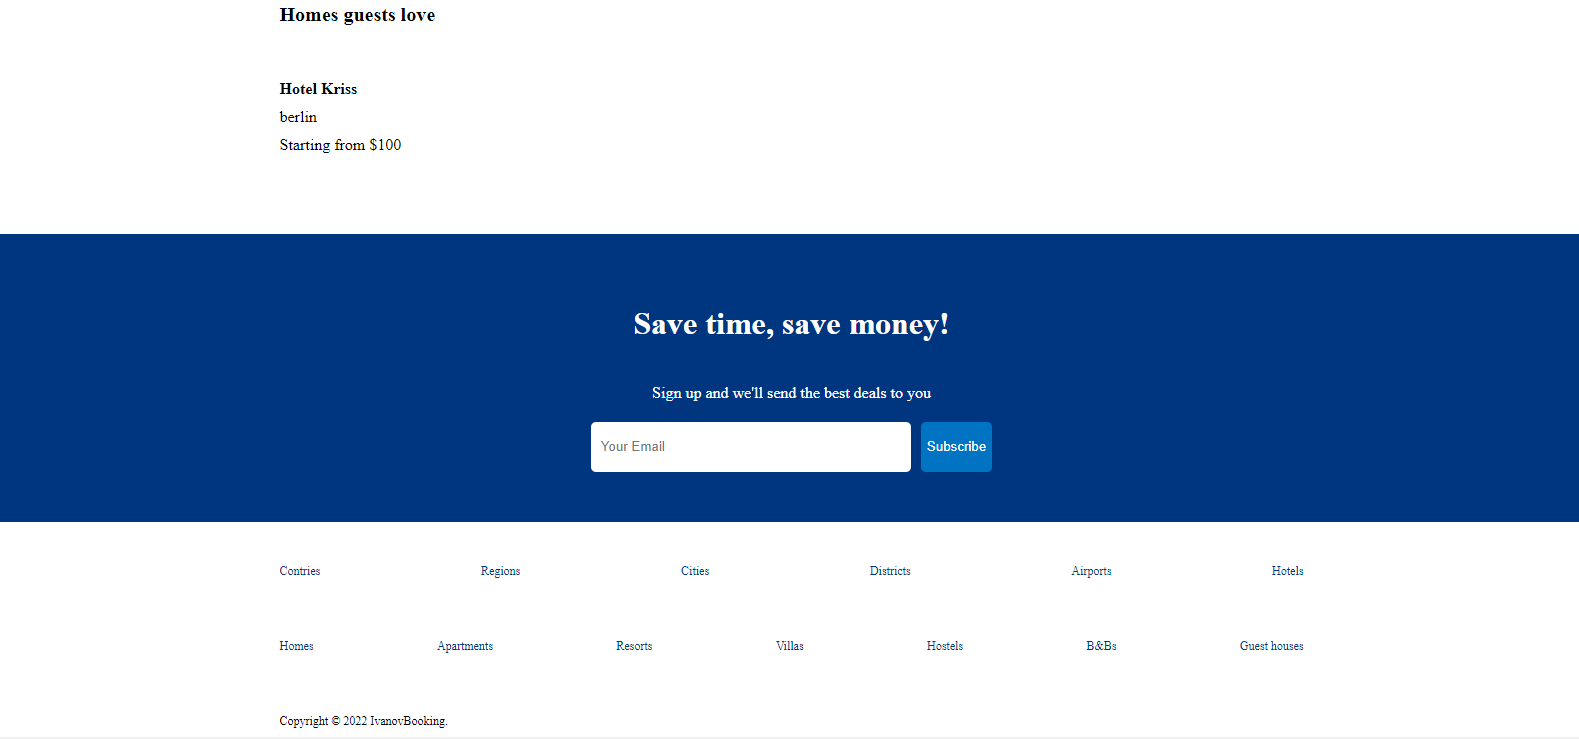 Homes guests love
Hotel Kriss
berlin
Starting from $100
Save time, save money!
Sign up and we'll send the best deals to you
Your Email Subscribe
Contries Regions Cities Districts Airports Hotels
Homes Apartments Resorts Villas Hostels B&Bs Guest houses
Copyright © 2022 IvanovBooking.